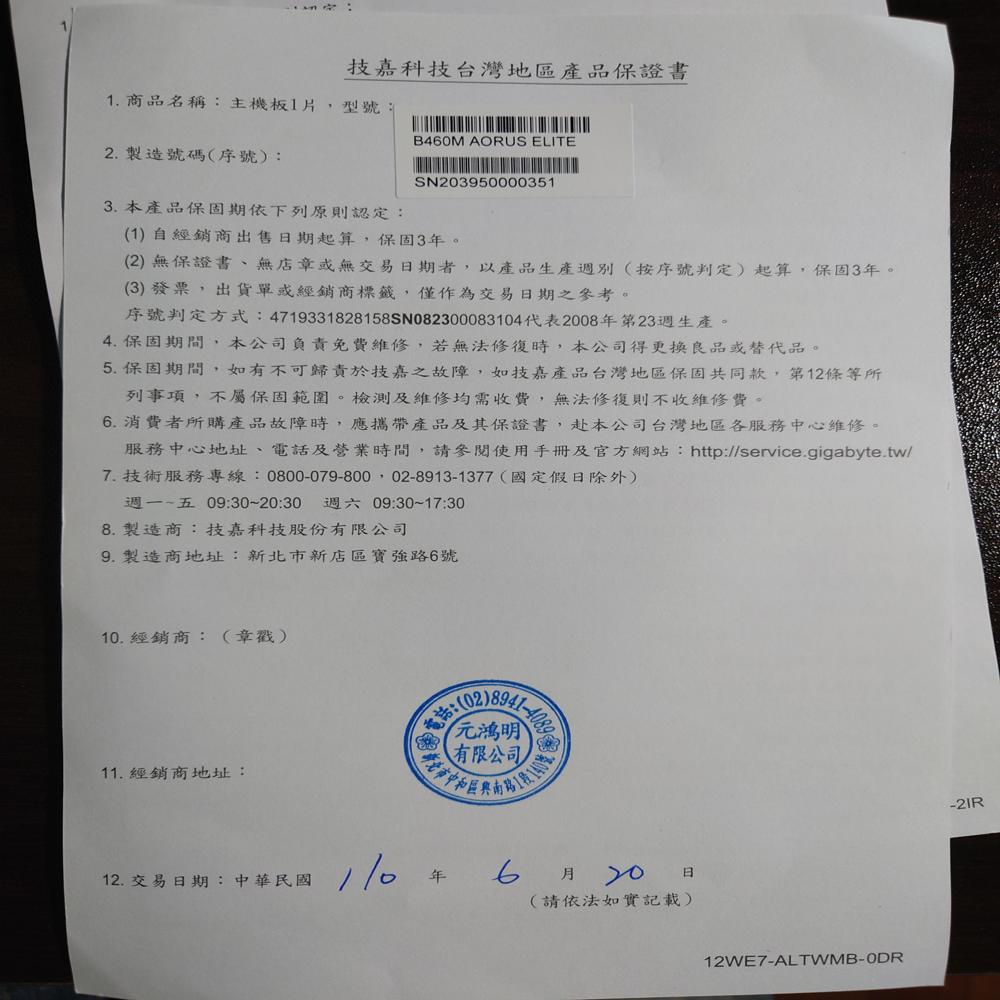 技嘉科技台灣地區產品保證書
1. 商品名稱：主機板1片，型號：
B460M AORUS ELITE
2. 製造號碼(序號)：
SN203950000351
3. 本產品保固期依下列原則認定：
(1) 自經銷商出售日期起算，保固3年。
(2) 無保證書、無店章或無交易日期者，以產品生產週別（按序號判定）起算，保固3年。
(3) 發票，出貨單或經銷商標籤，僅作為交易日期之參考。
序號判定方式：4719331828158SN082300083104代表2008年第23週生產。
4. 保固期間，本公司負責免費維修，若無法修復時，本公司得更換良品或替代品。
5. 保固期間，如有不可歸責於技嘉之故障，如技嘉產品台灣地區保固共同款，第12條等所
列事項，不屬保固範圍。檢測及維修均需收費，無法修復則不收維修費。
6. 消費者所購產品故障時，應攜帶產品及其保證書，赴本公司台灣地區各服務中心維修。
服務中心地址、電話及營業時間，請參閱使用手冊及官方網站：http://service.gigabyte.tw/
7. 技術服務專線：0800-079-800，02-8913-1377（國定假日除外）
週一~五 09:30~20:30 週六 09:30~17:30
8. 製造商：技嘉科技股份有限公司
9. 製造商地址：新北市新店區寶強路6號
10. 經銷商：（章戳）
電話:(02)8941-4089
元鴻明
有限公司
新北市中和區興南路1段140號
11. 經銷商地址：
12. 交易日期：中華民國 110 年 6 月 20 日
（請依法如實記載）
12WE7-ALTWMB-0DR
-2IR